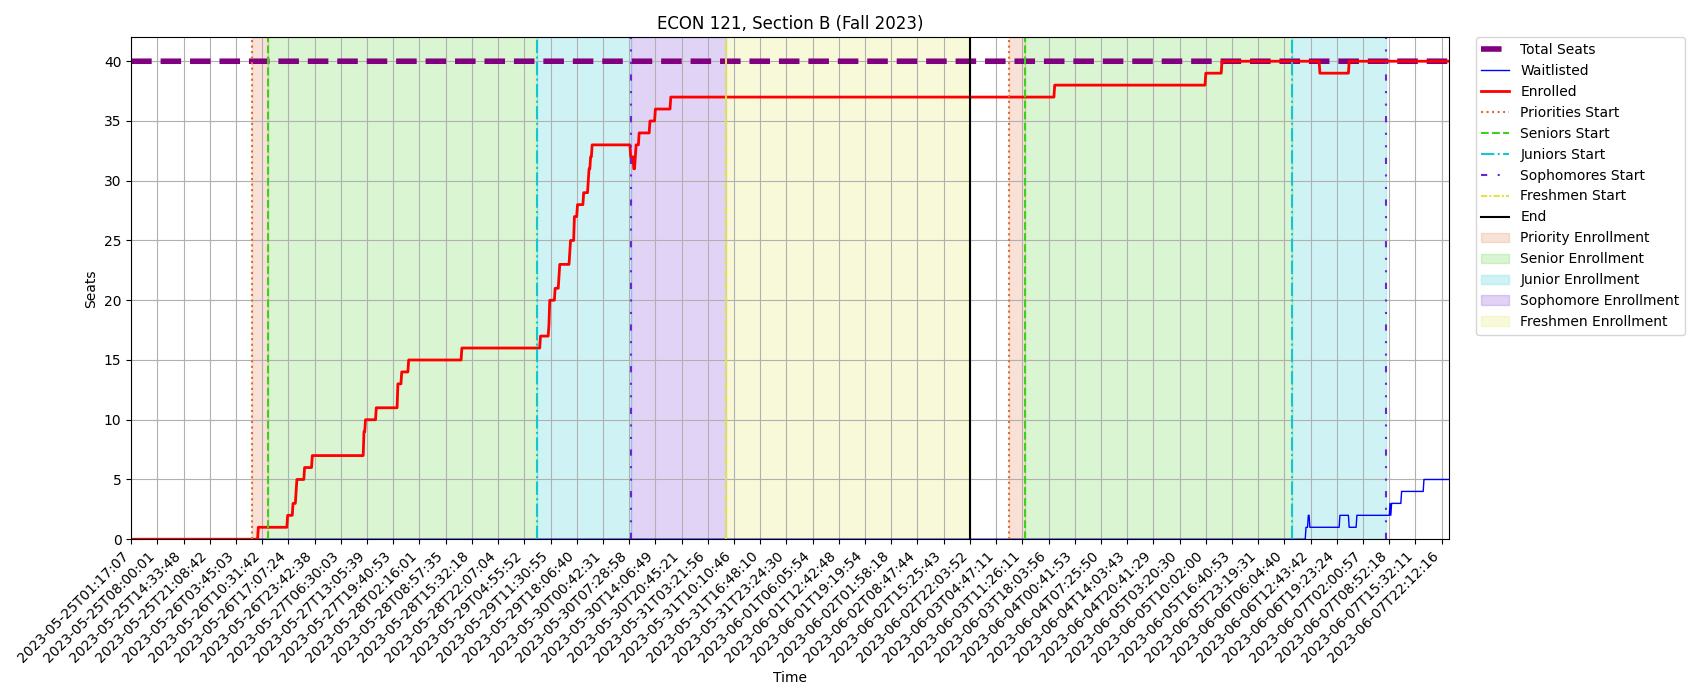 ECON 121, Section B (Fall 2023)
Seats
40
35
30
25
20
15
10
5
0
2023-05-25T01:17:07
2023-05-25T08:00:01
2023-05-25T14:33:48
2023-05-25T21:08:42
2023-05-26T03:45:03
2023-05-26T10:31:42
2023-05-26T17:07:24
2023-05-26T23:42:38
2023-05-27T06:30:03
2023-05-27T13:05:39
2023-05-27T19:40:53
2023-05-28T02:16:01
2023-05-28T08:57:35
2023-05-28T15:32:18
2023-05-28T22:07:04
2023-05-29T04:55:52
2023-05-29T11:30:55
2023-05-29T18:06:40
2023-05-30T00:42:31
2023-05-30T07:28:58
2023-05-30T14:06:49
2023-05-30T20:45:21
2023-05-31T03:21:56
2023-05-31T10:10:46
2023-05-31T16:48:10
2023-05-31T23:24:30
2023-06-01T06:05:54
2023-06-01T12:42:48
2023-06-01T19:19:54
2023-06-02T01:58:18
2023-06-02T08:47:44
2023-06-02T15:25:43
2023-06-02T22:03:52
2023-06-03T04:47:11
2023-06-03T11:26:11
2023-06-03T18:03:56
2023-06-04T00:41:53
2023-06-04T07:25:50
2023-06-04T14:03:43
2023-06-04T20:41:29
2023-06-05T03:20:30
2023-06-05T10:02:00
2023-06-05T16:40:53
2023-06-05T23:19:31
2023-06-06T06:04:40
2023-06-06T12:43:42
2023-06-06T19:23:24
2023-06-07T02:00:57
2023-06-07T08:52:18
2023-06-07T15:32:11
2023-06-07T22:12:16
Time
Total Seats
Waitlisted
Enrolled
Priorities Start
Seniors Start
Juniors Start
Sophomores Start
Freshmen Start
End
Priority Enrollment
Senior Enrollment
Junior Enrollment
Sophomore Enrollment
Freshmen Enrollment